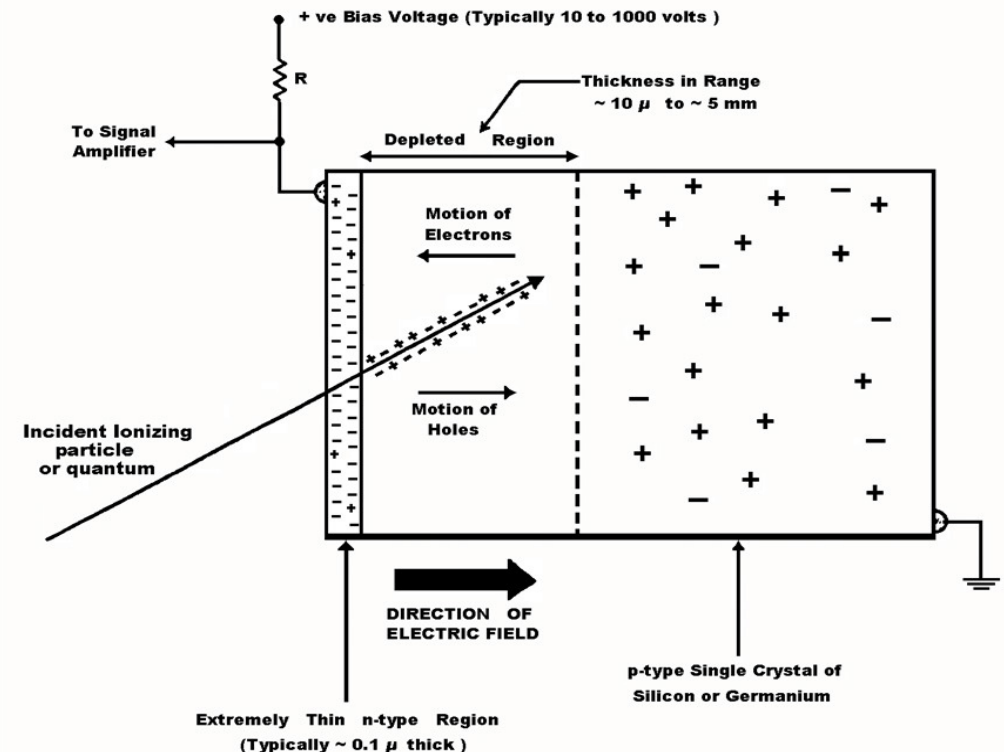 + ve Bias Voltage (Typically 10 to 1000 volts )
R
Thickness in Range
~ 10 µ to ~ 5 mm
To Signal
Amplifier
Depleted Region
Motion of
Electrons
Motion of
Holes
Incident Ionizing
particle
or quantum
DIRECTION OF
ELECTRIC FIELD
p-type Single Crystal of
Silicon or Germanium
Extremely Thin n-type Region
(Typically ~ 0.1 µ thick )